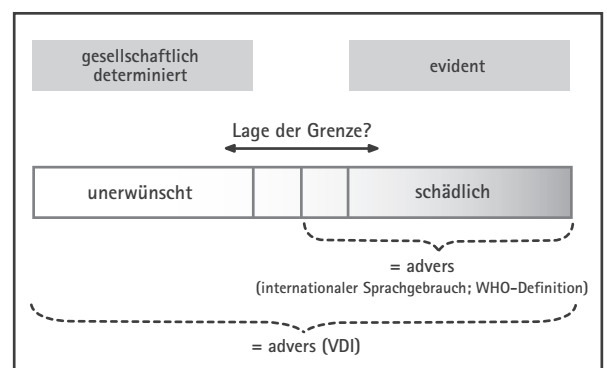 gesellschaftlich
determiniert
evident
Lage der Grenze?
unerwünscht
schädlich
= advers
(internationaler Sprachgebrauch; WHO-Definition)
= advers (VDI)